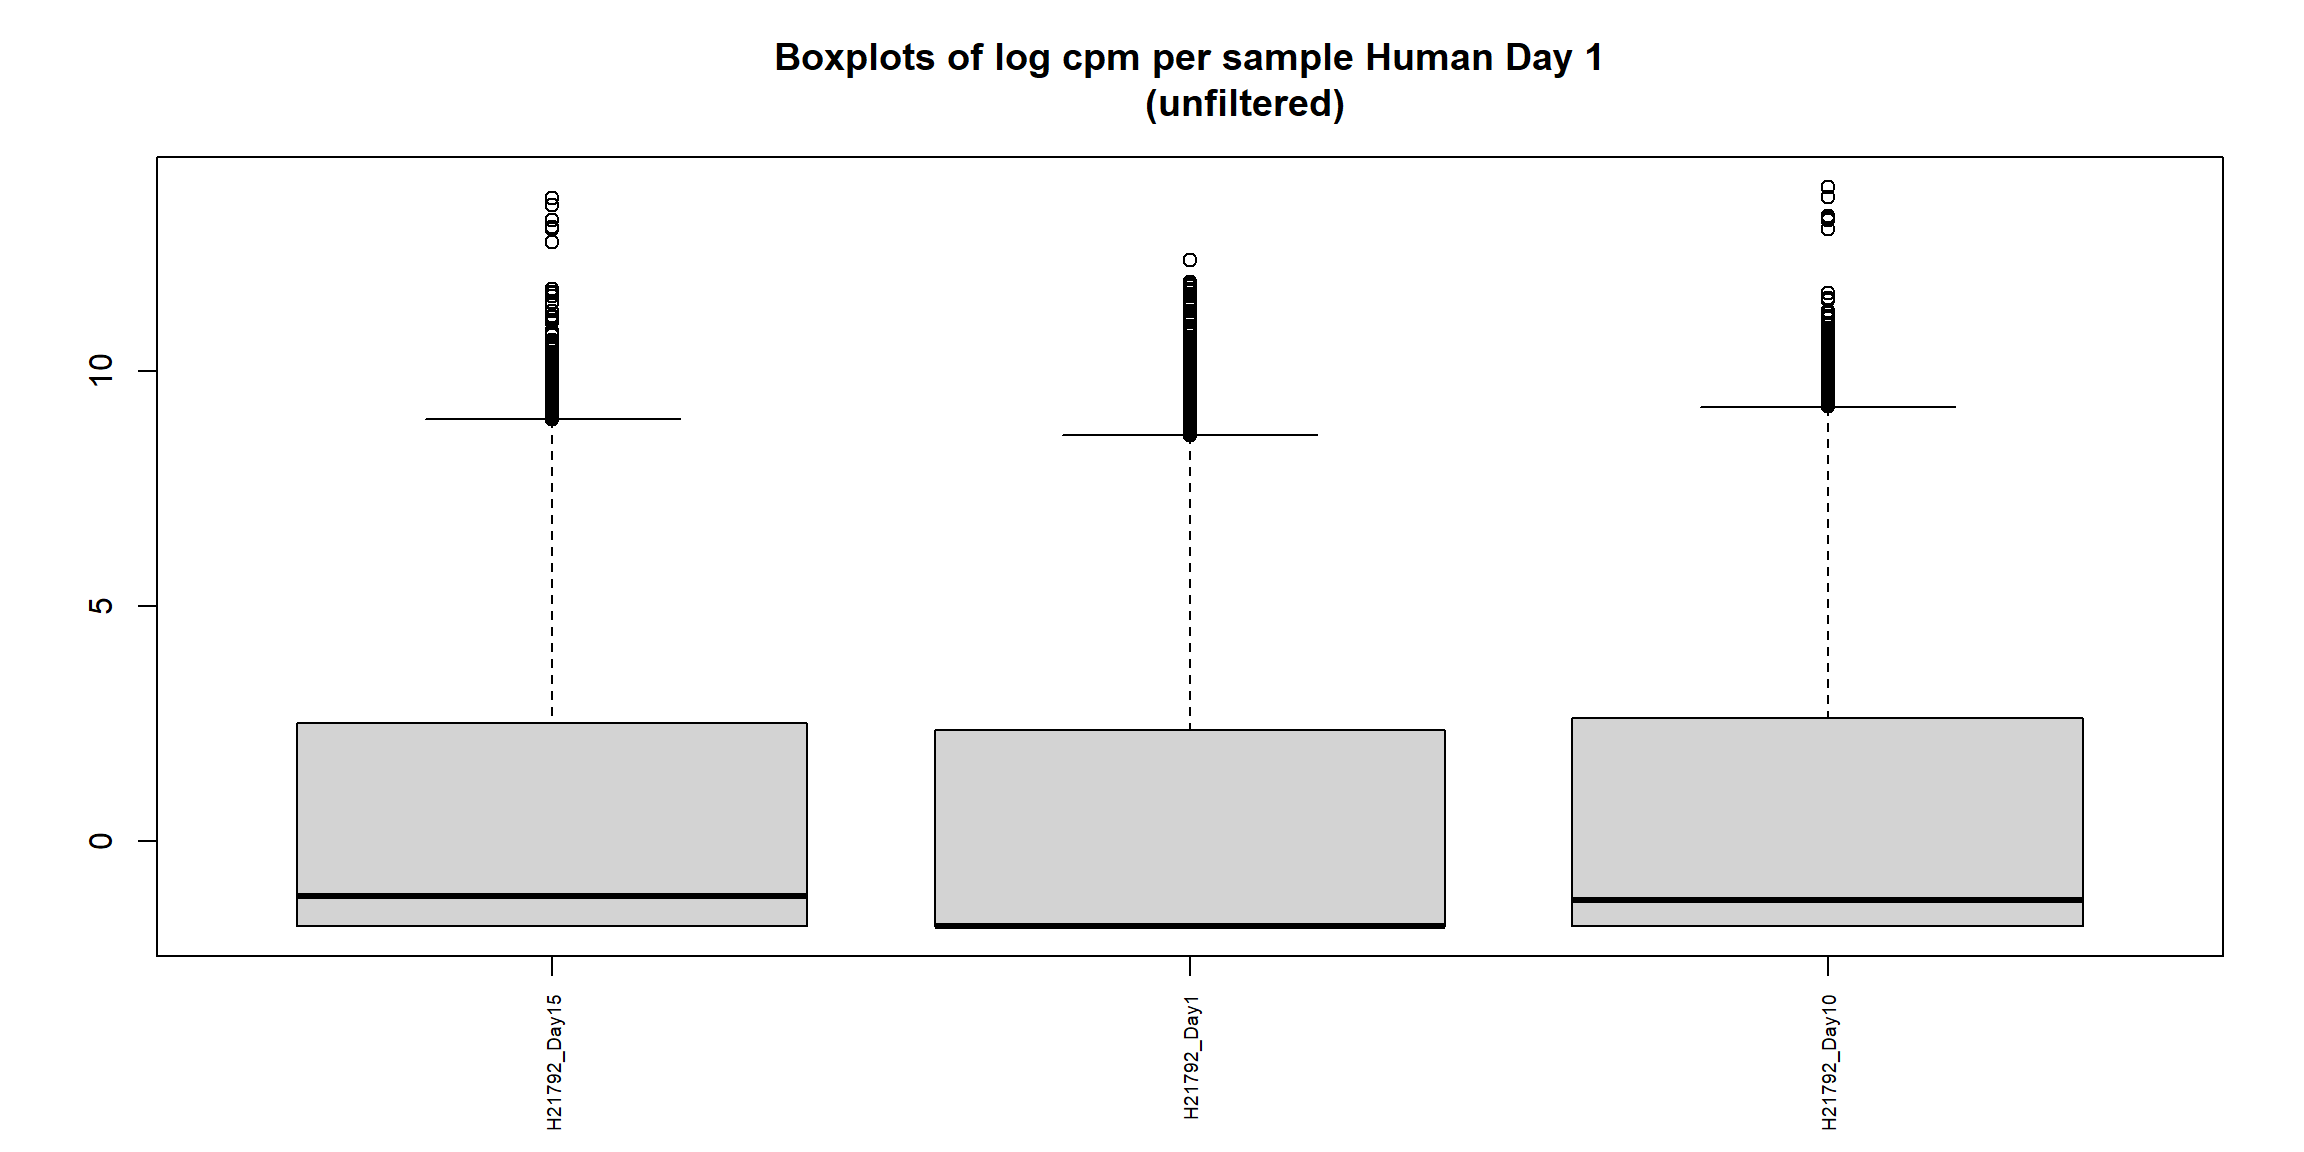 Boxplots of log cpm per sample Human Day 1
(unfiltered)
10
5
0
H21792_Day15
H21792_Day1
H21792_Day10